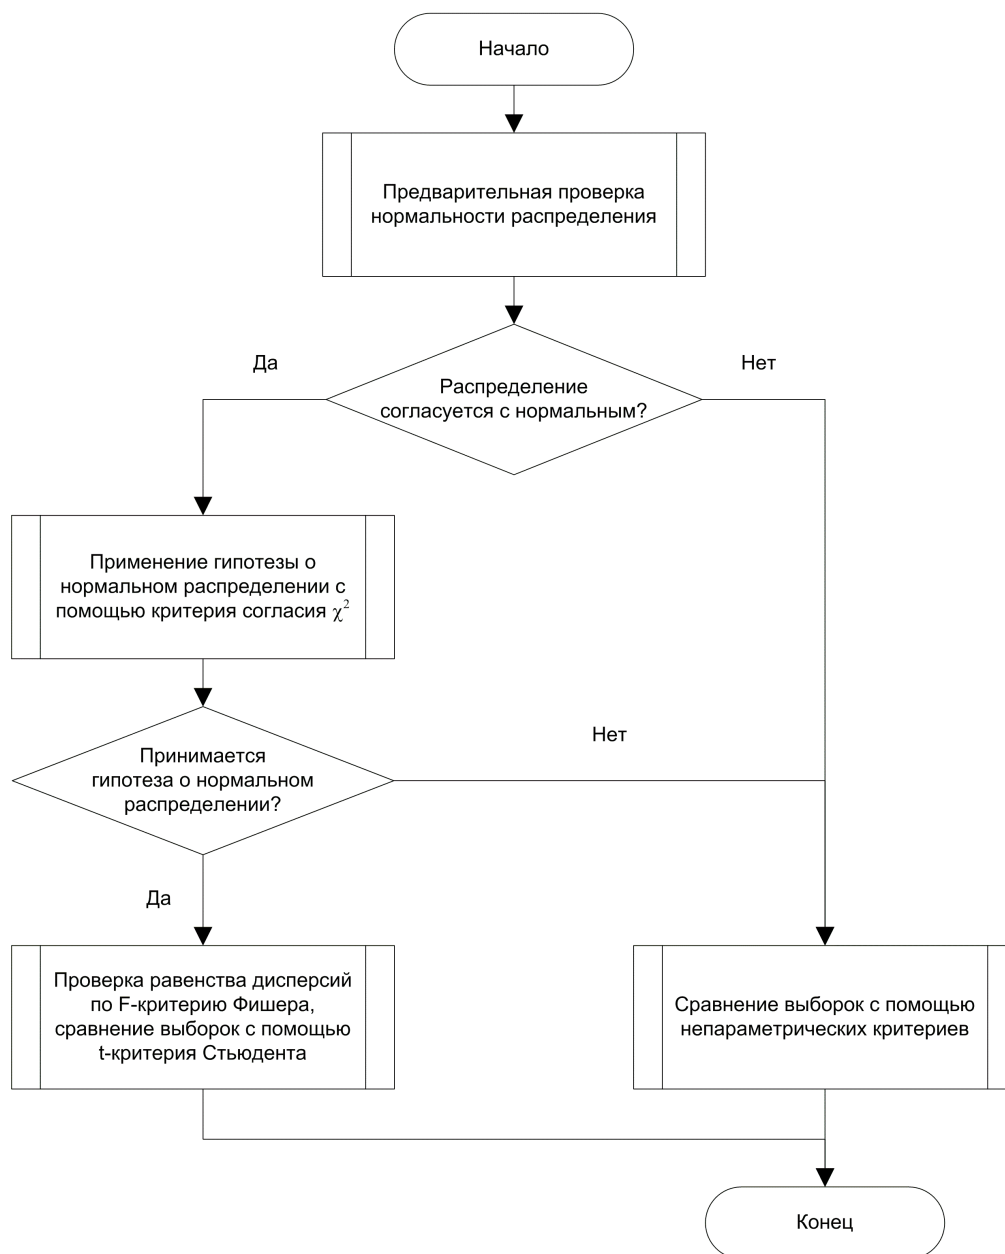 Начало
Предварительная проверка
нормальности распределения
Да
Нет
Распределение
согласуется с нормальным?
Применение гипотезы о
нормальном распределении с
помощью критерия согласия χ²
Нет
Принимается
гипотеза о нормальном
распределении?
Да
Проверка равенства дисперсий
по F-критерию Фишера,
сравнение выборок с помощью
t-критерия Стьюдента
Сравнение выборок с помощью
непараметрических критериев
Конец